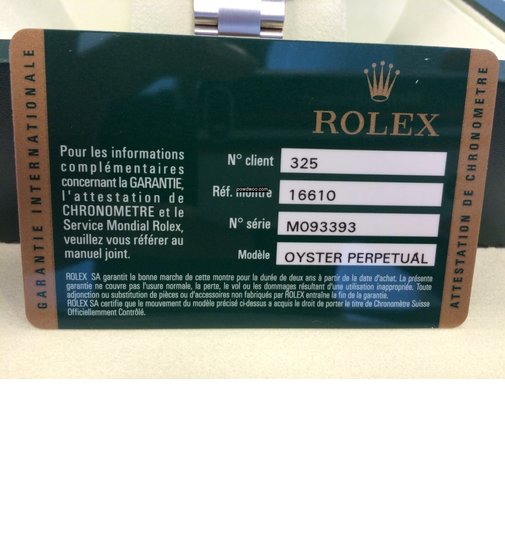 GARANTIE INTERNATIONALE
ROLEX
Pour les informations
complémentaires
concernant la GARANTIE,
l'attestation de
CHRONOMETRE et le
Service Mondial Rolex,
veuillez vous référer au
manuel joint.
N° client 325
Réf. montre 16610
powdwoo.com
N° série M093393
Modèle OYSTER PERPETUAL
ROLEX SA garantit la bonne marche de cette montre pour la durée de deux ans à partir de la date d'achat. La présente
garantie ne couvre pas l'usure normale, la perte, le vol ou les dommages résultant d'une utilisation inappropriée. Toute
adjonction ou substitution de pièces ou d'accessoires non fabriqués par ROLEX entraîne la fin de la garantie.
ROLEX SA certifie que le mouvement du modèle précisé ci-dessus a acquis le droit de porter le titre de Chronomètre Suisse
Officiellement Contrôlé.
ATTESTATION DE CHRONOMETRE